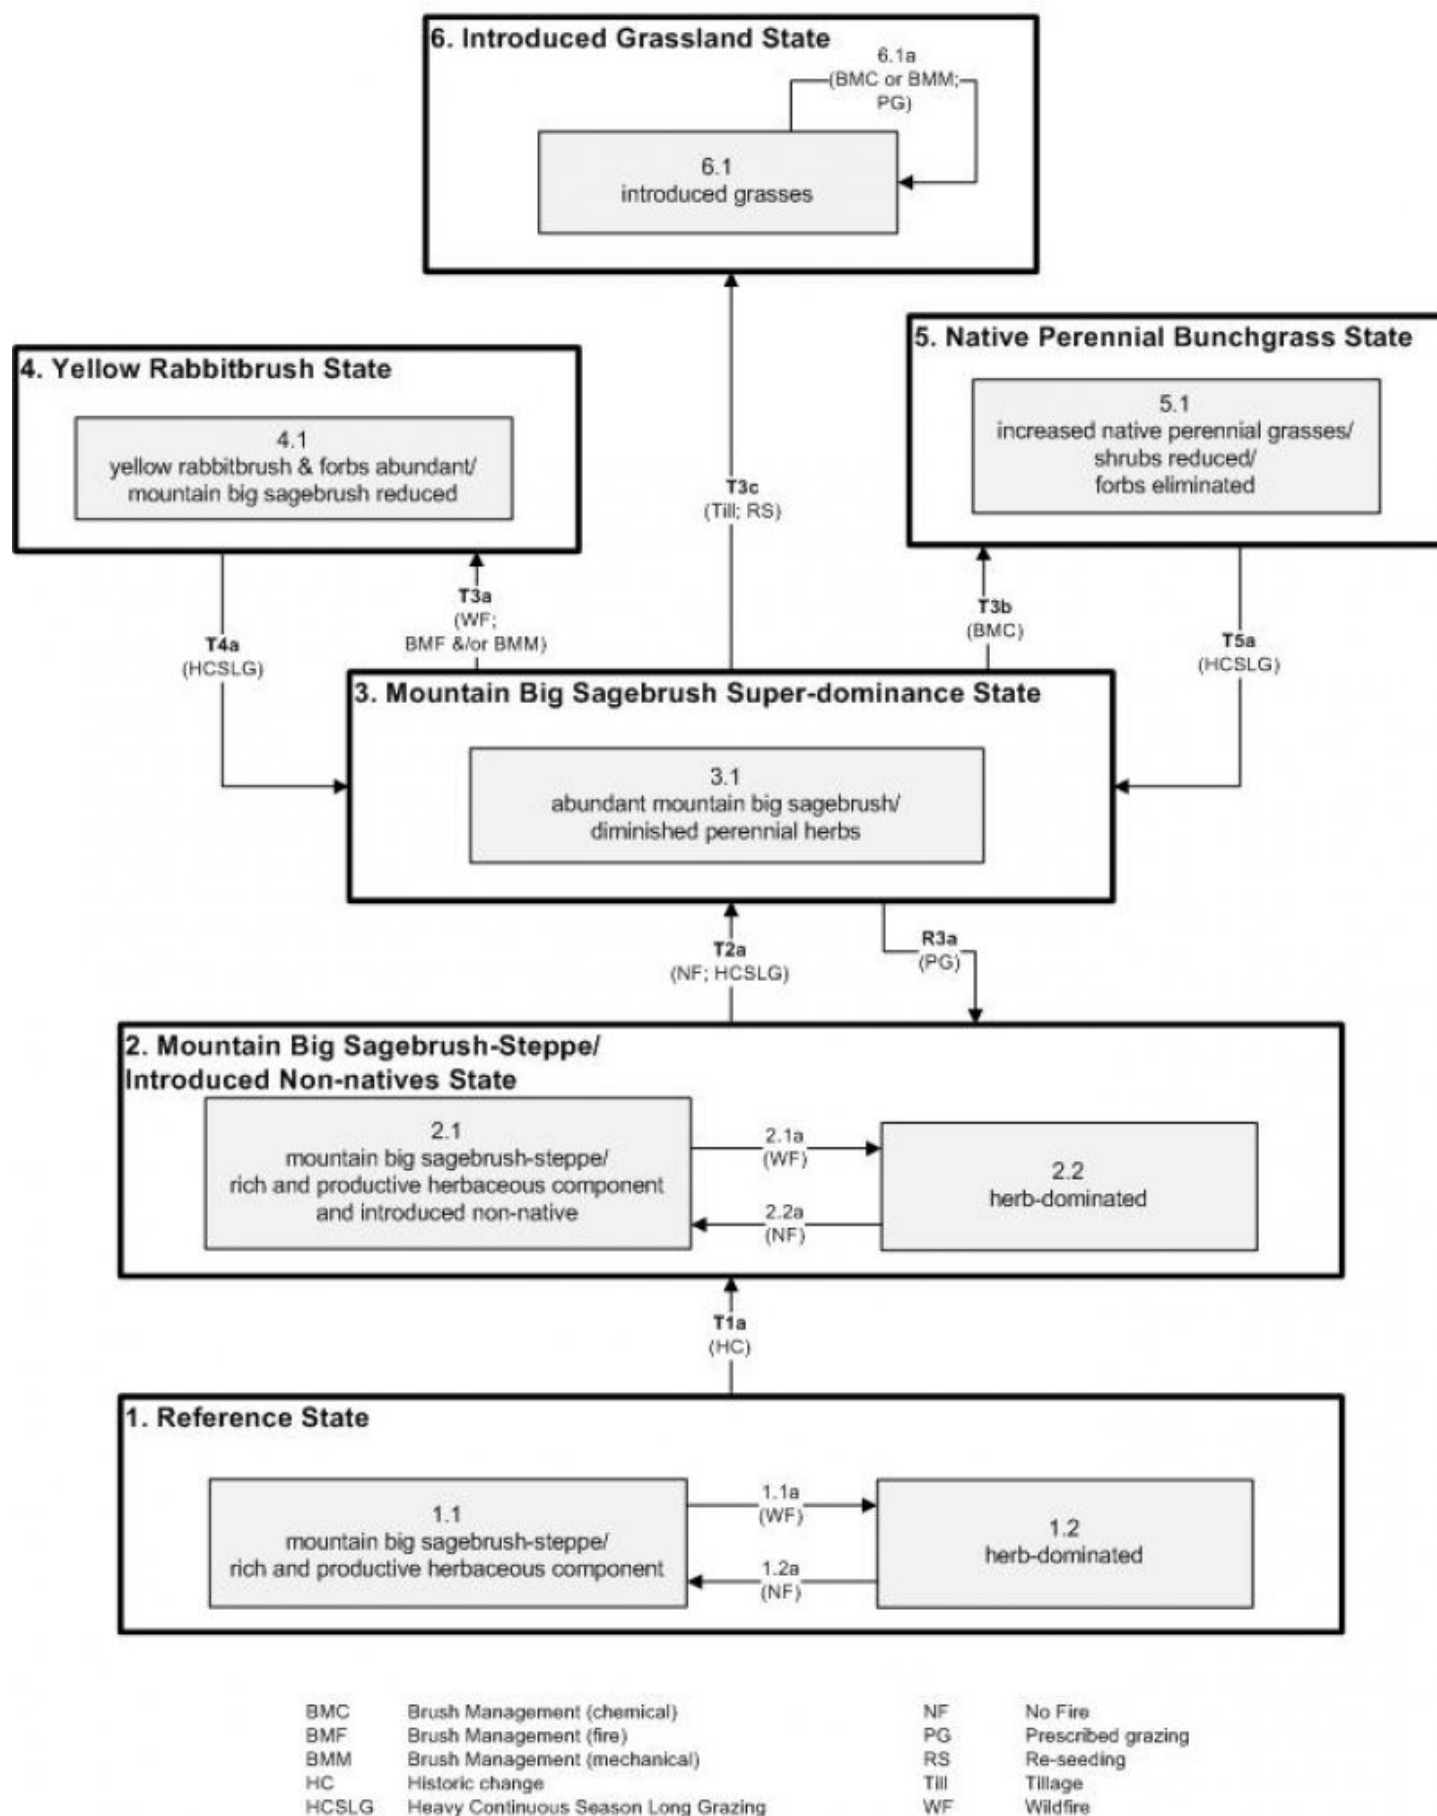 6. Introduced Grassland State
6.1a
(BMC or BMM;
PG)
6.1
introduced grasses
5. Native Perennial Bunchgrass State
5.1
increased native perennial grasses/
shrubs reduced/
forbs eliminated
4. Yellow Rabbitbrush State
4.1
yellow rabbitbrush & forbs abundant/
mountain big sagebrush reduced
T3c
(Till; RS)
T3a
(WF;
BMF &/or BMM)
T3b
(BMC)
T4a
(HCSLG)
T5a
(HCSLG)
3. Mountain Big Sagebrush Super-dominance State
3.1
abundant mountain big sagebrush/
diminished perennial herbs
T2a
(NF; HCSLG)
R3a
(PG)
2. Mountain Big Sagebrush-Steppe/
Introduced Non-natives State
2.1
mountain big sagebrush-steppe/
rich and productive herbaceous component
and introduced non-native
2.1a
(WF)
2.2a
(NF)
2.2
herb-dominated
T1a
(HC)
1. Reference State
1.1
mountain big sagebrush-steppe/
rich and productive herbaceous component
1.1a
(WF)
1.2a
(NF)
1.2
herb-dominated
BMC Brush Management (chemical)
BMF Brush Management (fire)
BMM Brush Management (mechanical)
HC Historic change
HCSLG Heavy Continuous Season Long Grazing
NF No Fire
PG Prescribed grazing
RS Re-seeding
Till Tillage
WF Wildfire